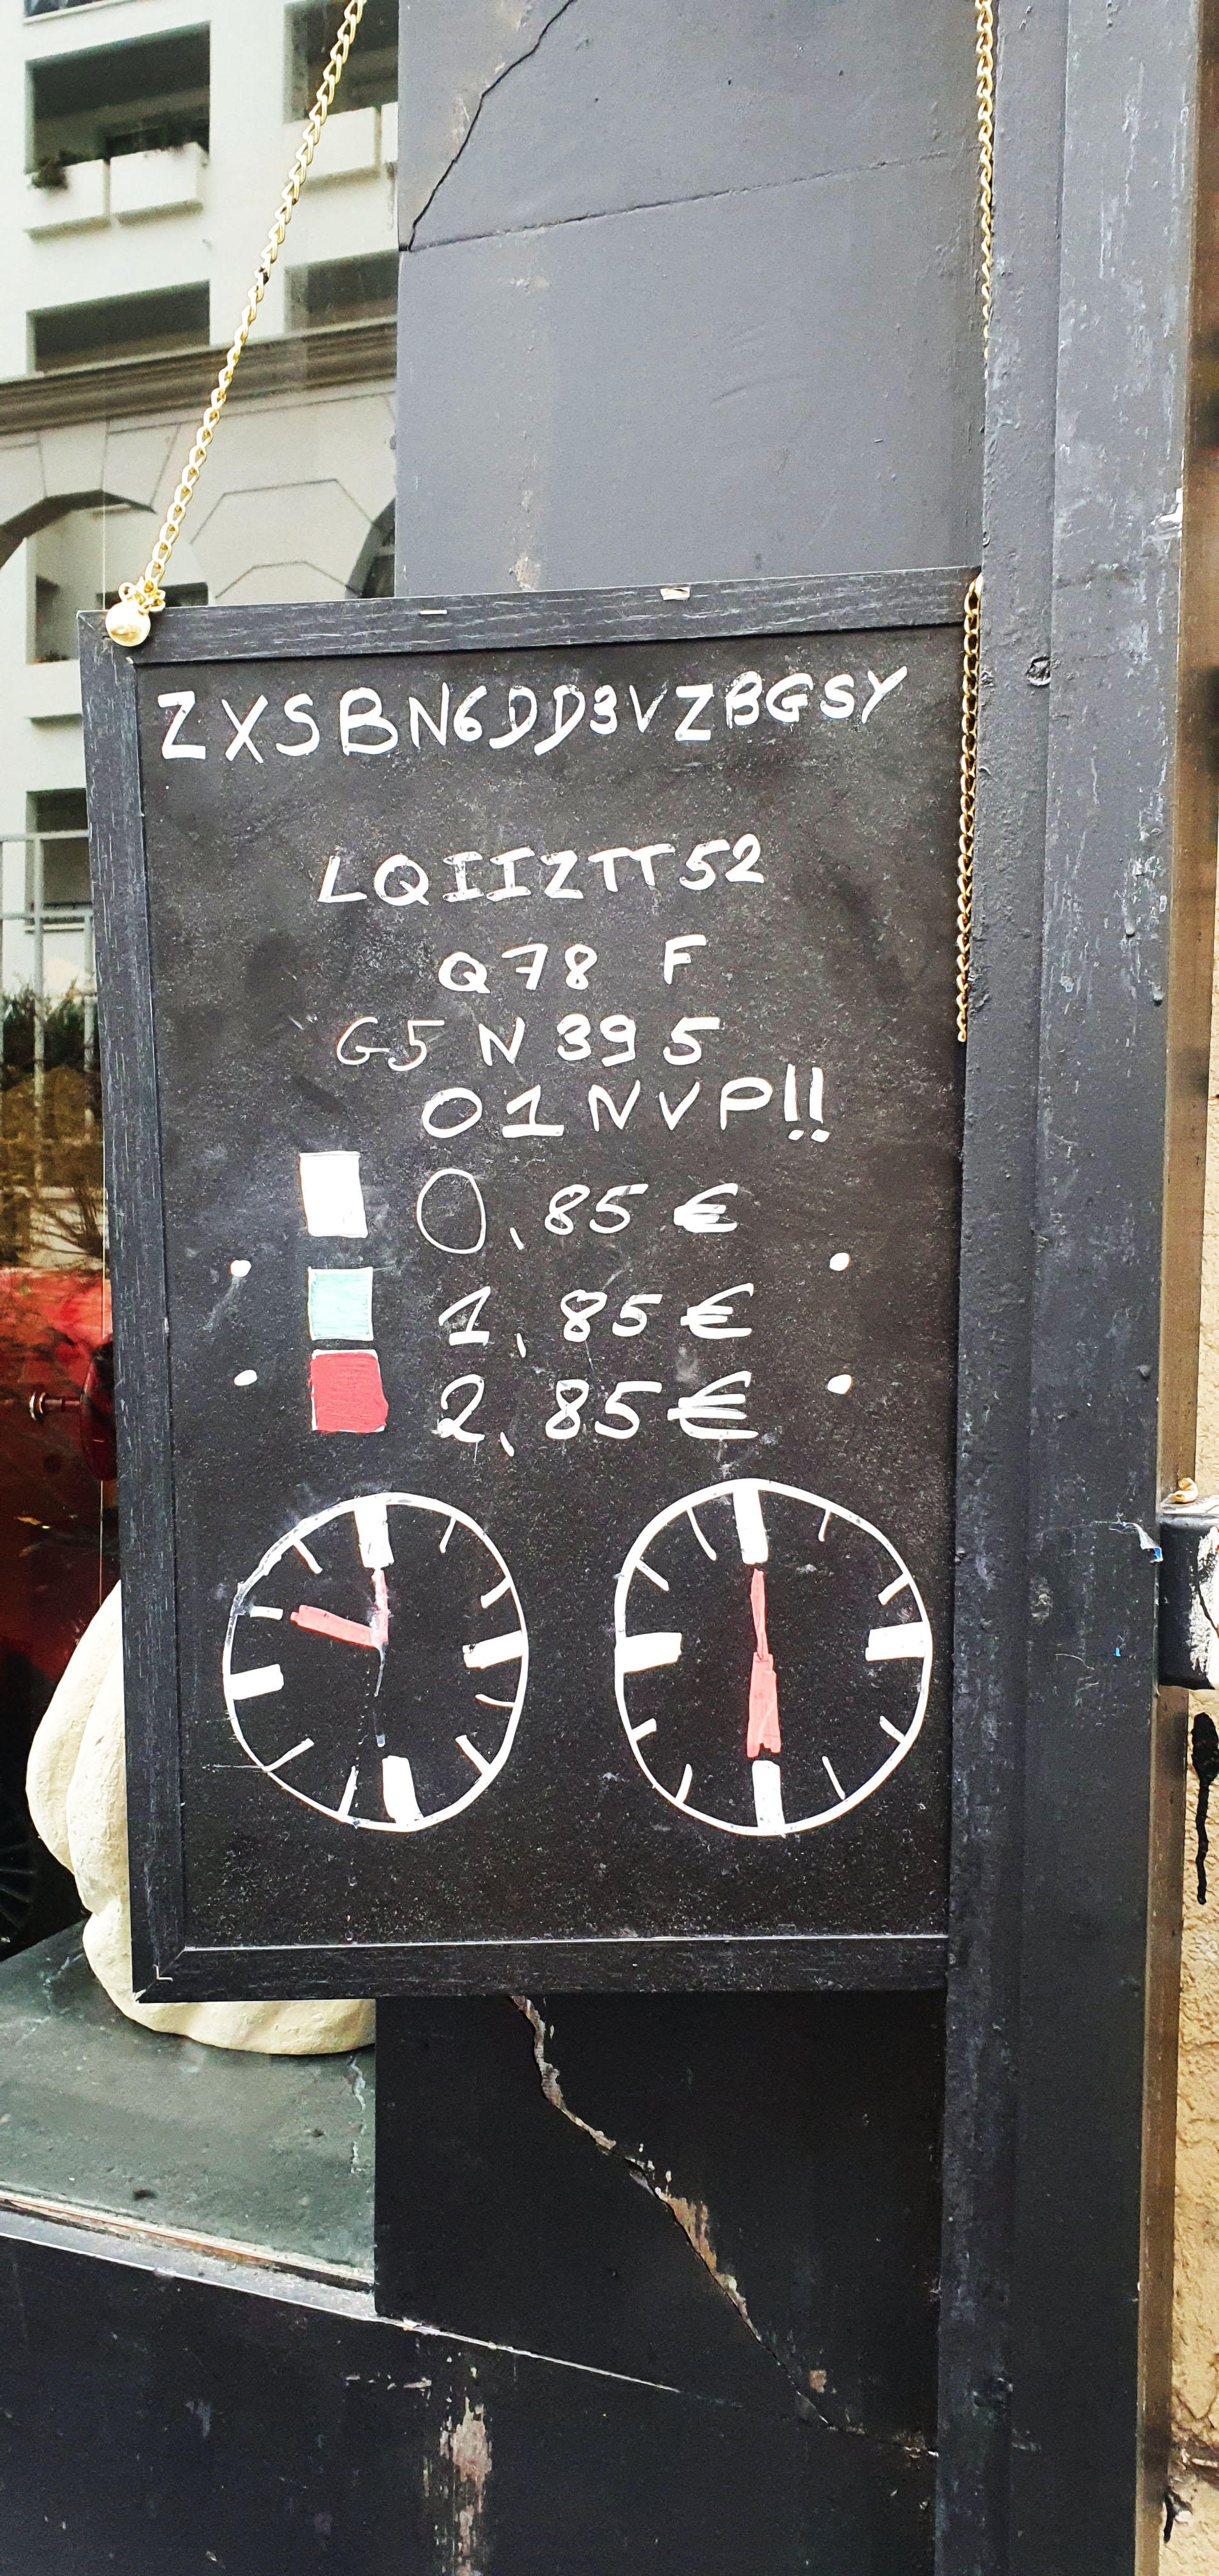 ZXSBN6DD3VZBGSY
LQIIZTT52
Q78 F
G5 N 395
O1NVP!!
0,85 €
1,85 €
2,85 €